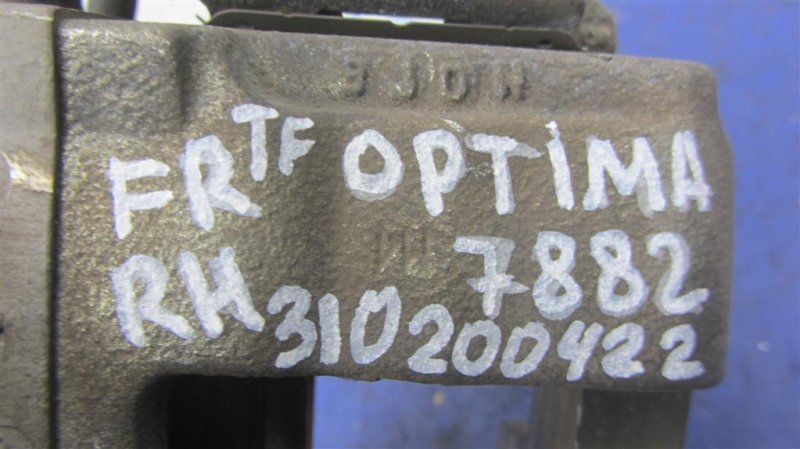 FR TF OPTIMA
RH 7882
310200422